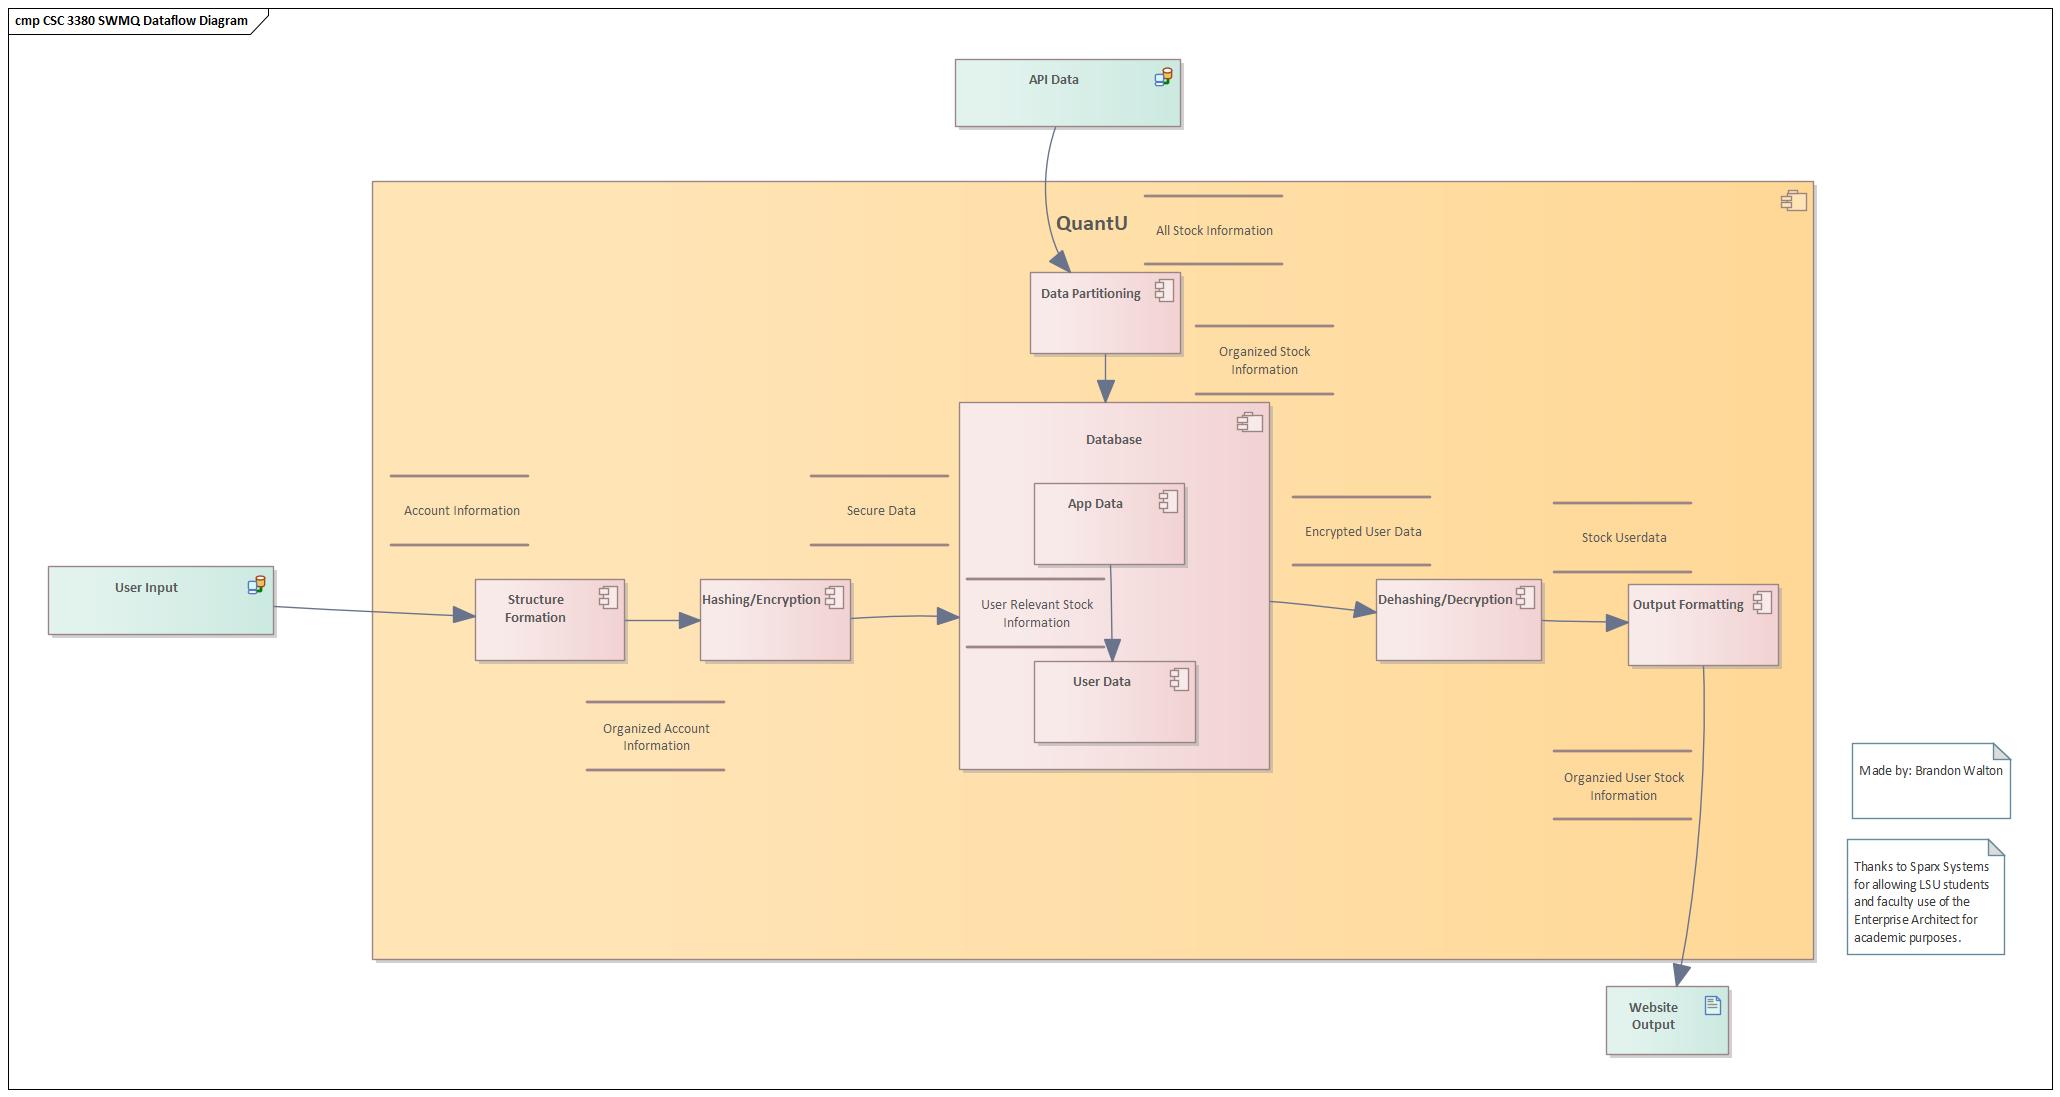 cmp CSC 3380 SWMQ Dataflow Diagram
API Data
QuantU
All Stock Information
Data Partitioning
Organized Stock
Information
Database
App Data
User Relevant Stock
Information
User Data
Account Information
Secure Data
User Input
Structure
Formation
Hashing/Encryption
Organized Account
Information
Encrypted User Data
Stock Userdata
Dehashing/Decryption
Output Formatting
Organzied User Stock
Information
Website
Output
Made by: Brandon Walton
Thanks to Sparx Systems
for allowing LSU students
and faculty use of the
Enterprise Architect for
academic purposes.